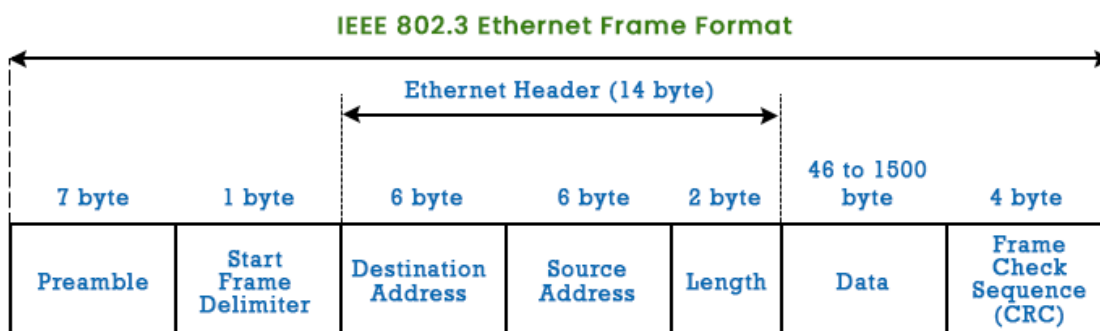 IEEE 802.3 Ethernet Frame Format
Ethernet Header (14 byte)
7 byte
1 byte
6 byte
6 byte
2 byte
46 to 1500
byte
4 byte
Preamble
Start
Frame
Delimiter
Destination
Address
Source
Address
Length
Data
Frame
Check
Sequence
(CRC)